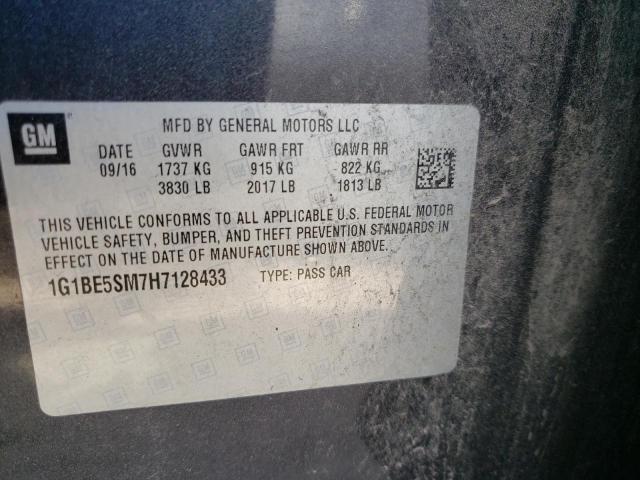 GM
MFD BY GENERAL MOTORS LLC
DATE GVWR GAWR FRT GAWR RR
09/16 1737 KG 915 KG 822 KG
3830 LB 2017 LB 1813 LB
THIS VEHICLE CONFORMS TO ALL APPLICABLE U.S. FEDERAL MOTOR
VEHICLE SAFETY, BUMPER, AND THEFT PREVENTION STANDARDS IN
EFFECT ON THE DATE OF MANUFACTURE SHOWN ABOVE.
1G1BE5SM7H7128433 TYPE: PASS CAR